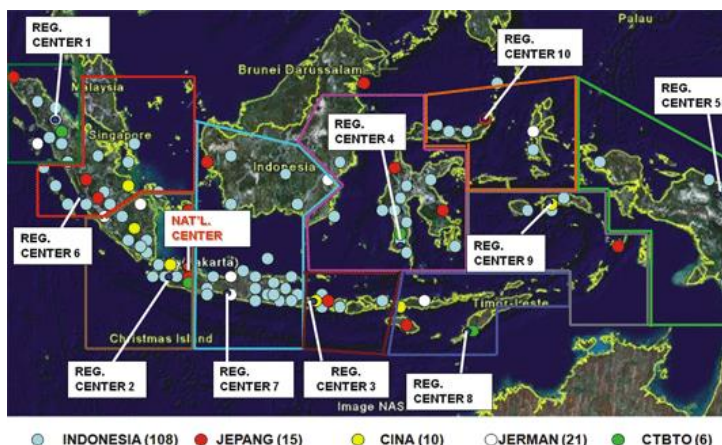 Palau
REG.
CENTER 1
REG.
CENTER 10
Malaysia
Brunei Darussalam
REG.
CENTER 5
Singapore
REG.
CENTER 4
Indonesia
NAT'L.
CENTER
REG.
CENTER 6
REG.
CENTER 9
(Jakarta)
Timor-Leste
Christmas Island
REG.
CENTER 2
REG.
CENTER 7
REG.
CENTER 3
REG.
CENTER 8
Image NAS
INDONESIA (108) JEPANG (15) CINA (10) JERMAN (21) CTBTO (6)